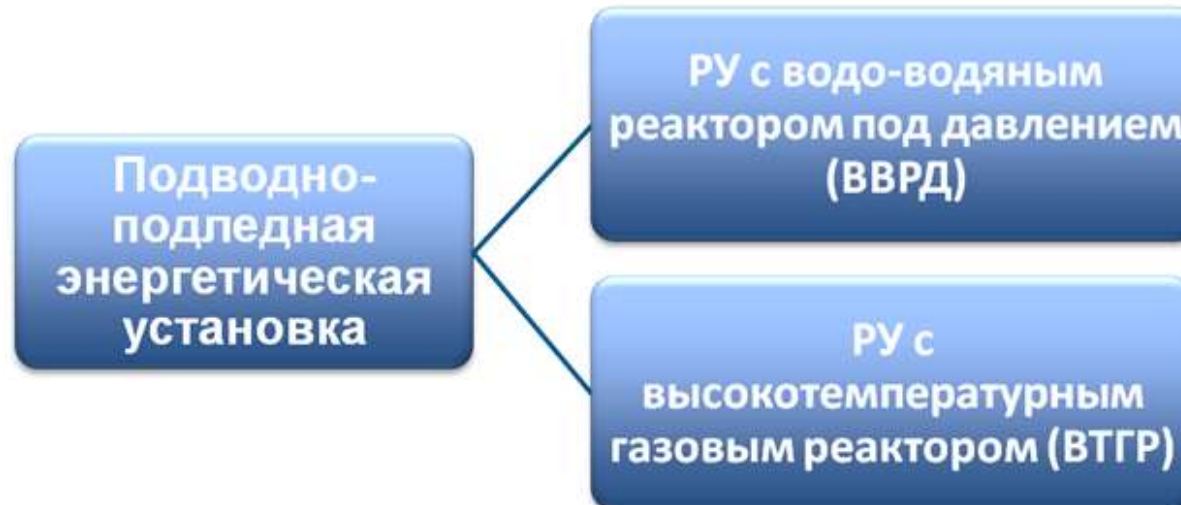 Подводно-
подледная
энергетическая
установка
РУ с водо-водяным
реактором под давлением
(ВВРД)
РУ с
высокотемпературным
газовым реактором (ВТГР)